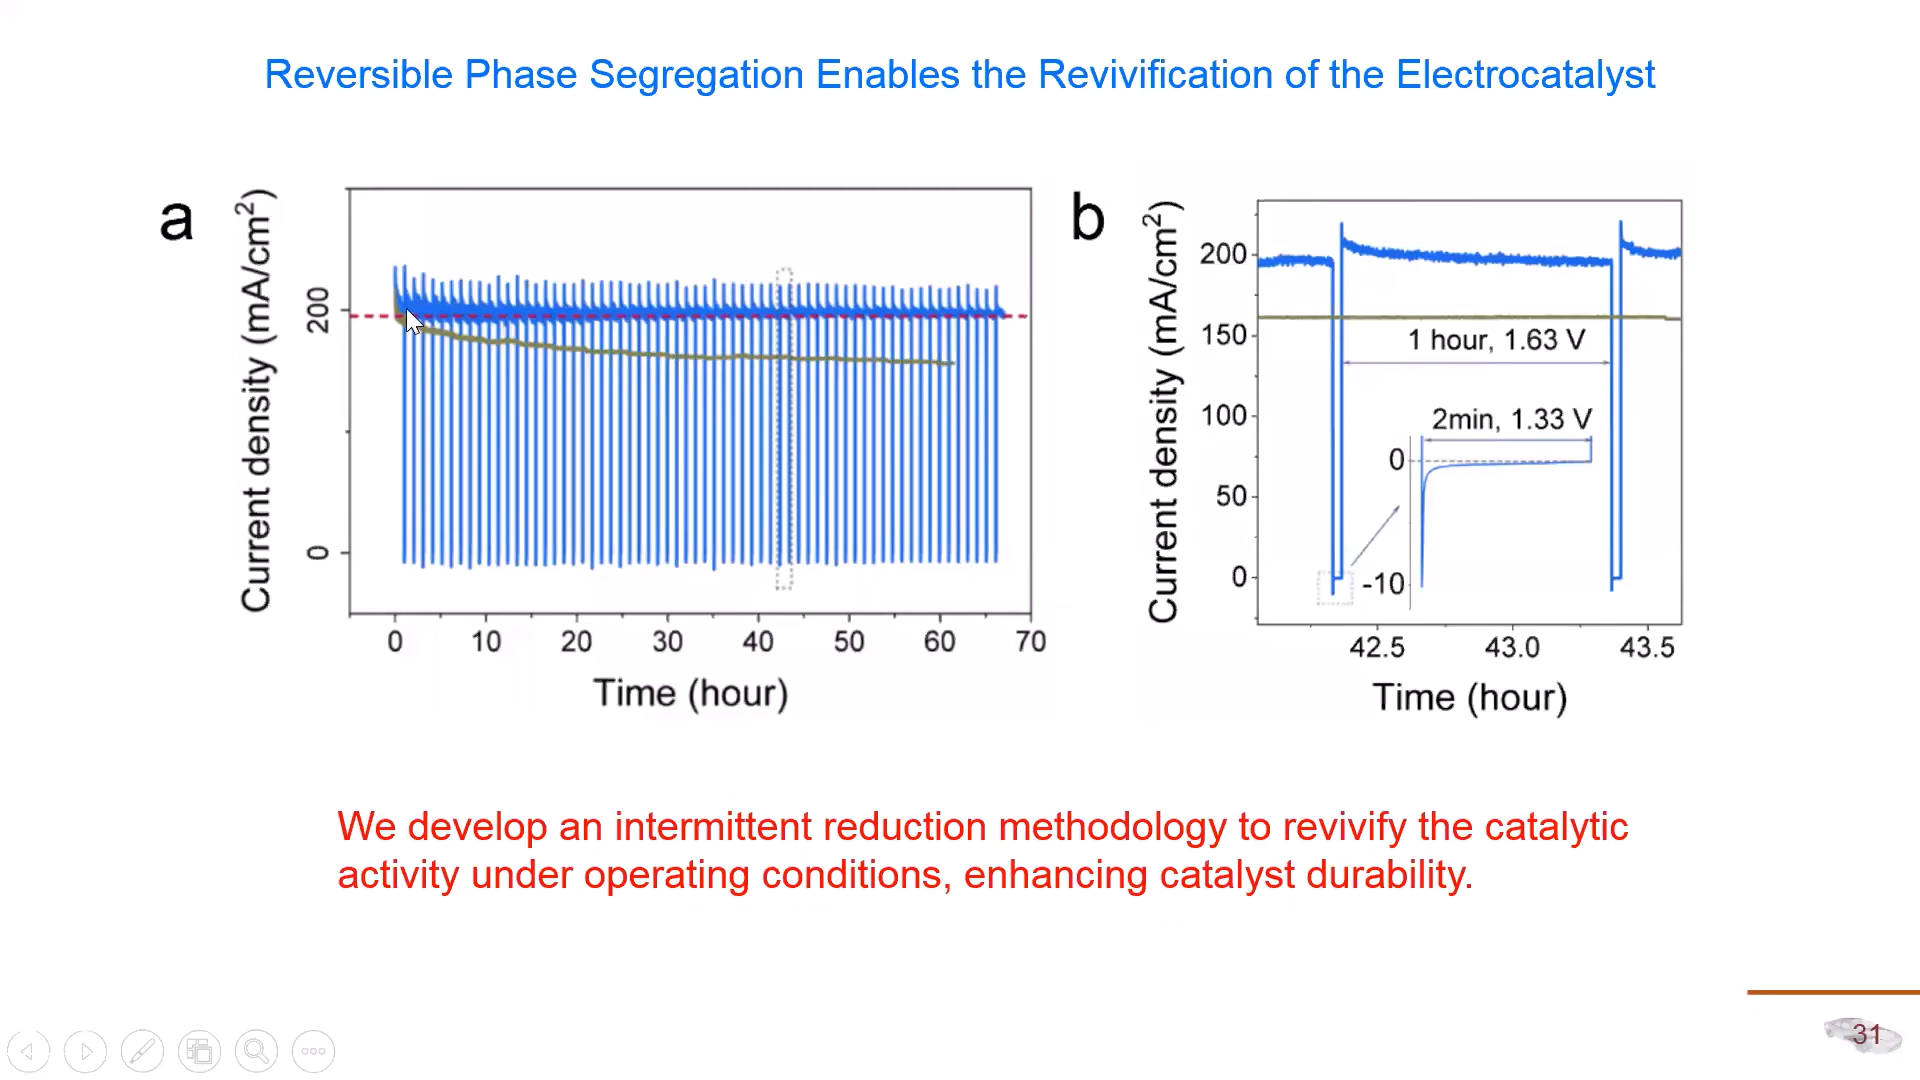 Reversible Phase Segregation Enables the Revivification of the Electrocatalyst
a
Current density (mA/cm²)
200
0
0 10 20 30 40 50 60 70
Time (hour)
b
Current density (mA/cm²)
200
150
100
50
0
1 hour, 1.63 V
2min, 1.33 V
0
-10
42.5 43.0 43.5
Time (hour)
We develop an intermittent reduction methodology to revivify the catalytic
activity under operating conditions, enhancing catalyst durability.
31